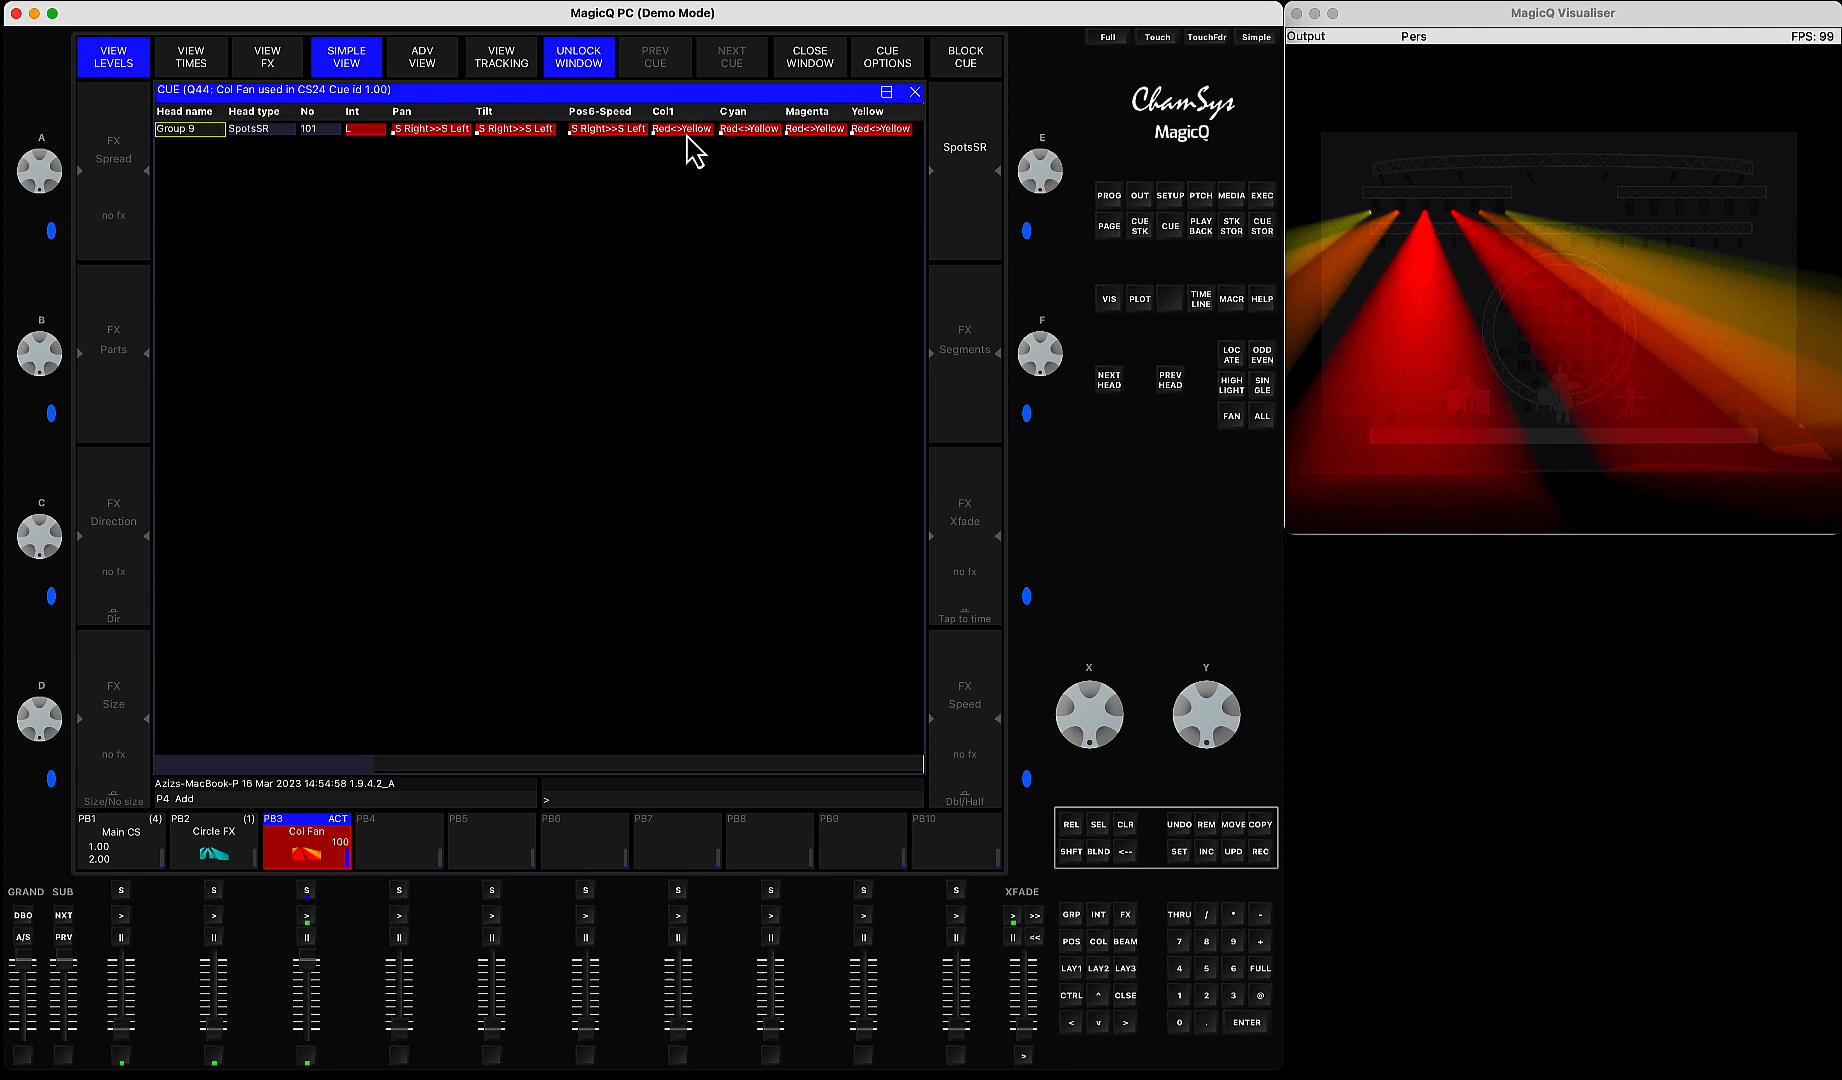 MagicQ PC (Demo Mode)
MagicQ Visualiser
Output
Pers
FPS: 99
VIEW LEVELS
VIEW TIMES
VIEW FX
SIMPLE VIEW
ADV VIEW
VIEW TRACKING
UNLOCK WINDOW
PREV CUE
NEXT CUE
CLOSE WINDOW
CUE OPTIONS
BLOCK CUE
Full
Touch
TouchFdr
Simple
CUE (Q44: Col Fan used in CS24 Cue id 1.00)
Head name Head type No Int Pan Tilt Pos6-Speed Col1 Cyan Magenta Yellow
Group 9 SpotsSR 101 L S Right>>S Left S Right>>S Left S Right>>S Left Red<>Yellow Red<>Yellow Red<>Yellow Red<>Yellow
A
FX
Spread
no fx
B
FX
Parts
C
FX
Direction
no fx
Dir
D
FX
Size
no fx
Size/No size
SpotsSR
FX
Segments
FX
Xfade
no fx
Tap to time
FX
Speed
no fx
Dbl/Half
E
F
ChamSys
MagicQ
PROG OUT SETUP PTCH MEDIA EXEC
PAGE CUE STK CUE PLAY BACK STK STOR CUE STOR
VIS PLOT TIME LINE MACR HELP
LOC ATE ODD EVEN
NEXT HEAD PREV HEAD HIGH LIGHT SIN GLE
FAN ALL
X
Y
Azizs-MacBook-P 16 Mar 2023 14:54:58 1.9.4.2_A
P4 Add
>
PB1 (4)
Main CS
1.00
2.00
PB2 (1)
Circle FX
PB3 ACT
Col Fan
100
PB4
PB5
PB6
PB7
PB8
PB9
PB10
REL SEL CLR UNDO REM MOVE COPY
SHFT BLND <-- SET INC UPD REC
GRAND SUB
S S S S S S S S S S
XFADE
DBO NXT > > > > > > > > > > > >>
A/S PRV II II II II II II II II II II II <<
>
GRP INT FX THRU / * -
POS COL BEAM 7 8 9 +
LAY1 LAY2 LAY3 4 5 6 FULL
CTRL ^ CLSE 1 2 3 @
< v > 0 . ENTER